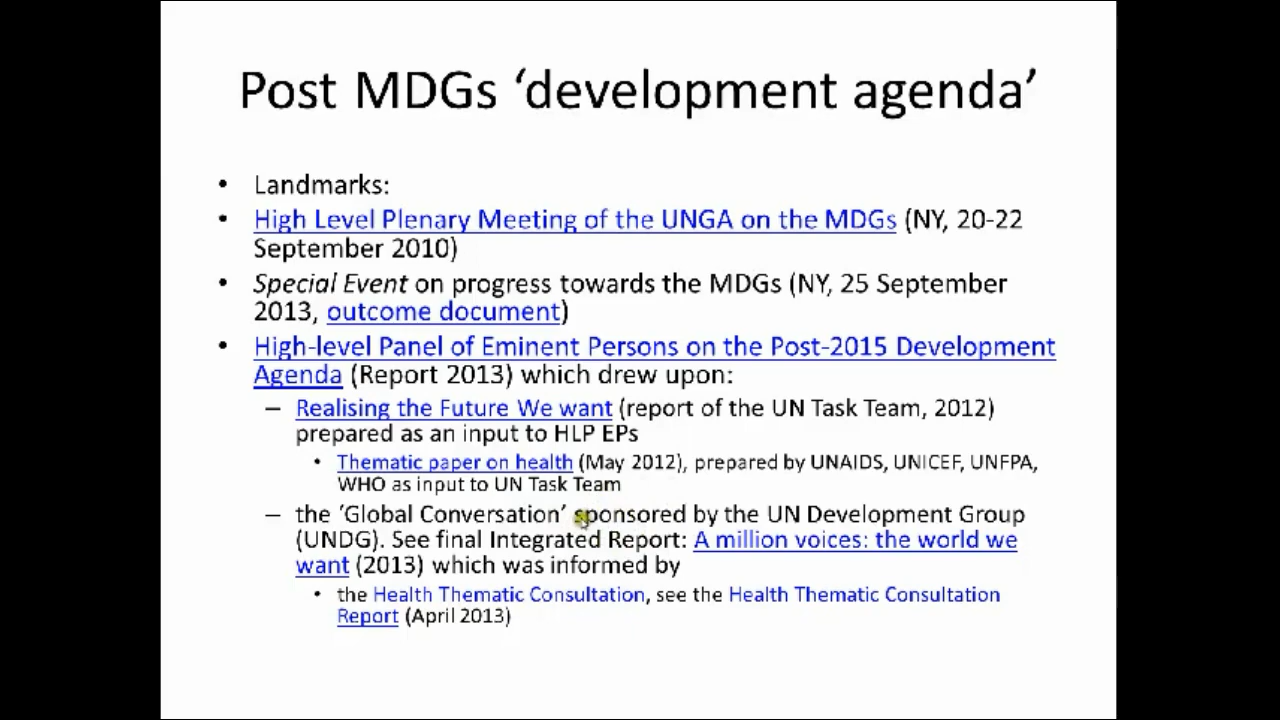 Post MDGs ‘development agenda’
• Landmarks:
• High Level Plenary Meeting of the UNGA on the MDGs (NY, 20-22
September 2010)
• Special Event on progress towards the MDGs (NY, 25 September
2013, outcome document)
• High-level Panel of Eminent Persons on the Post-2015 Development
Agenda (Report 2013) which drew upon:
– Realising the Future We want (report of the UN Task Team, 2012)
prepared as an input to HLP EPs
• Thematic paper on health (May 2012), prepared by UNAIDS, UNICEF, UNFPA,
WHO as input to UN Task Team
– the ‘Global Conversation’ sponsored by the UN Development Group
(UNDG). See final Integrated Report: A million voices: the world we
want (2013) which was informed by
• the Health Thematic Consultation, see the Health Thematic Consultation
Report (April 2013)